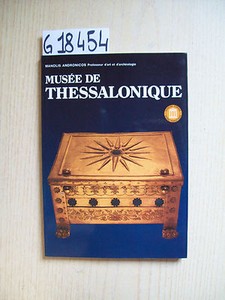 G 18454
MANOLIS ANDRONICOS Professeur d'art et d'archéologie
MUSÉE DE
THESSALONIQUE